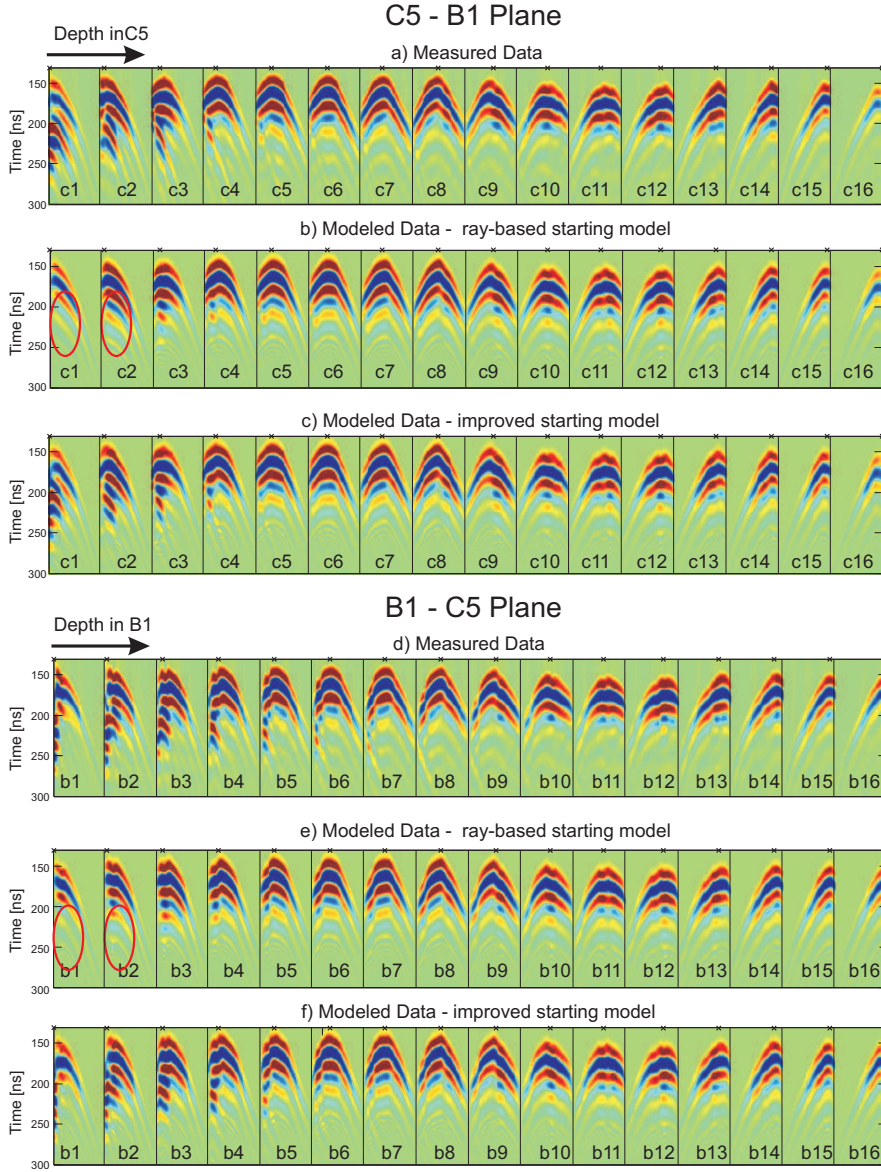 C5 - B1 Plane
Depth inC5
a) Measured Data
Time [ns]
150
200
250
300
c1 c2 c3 c4 c5 c6 c7 c8 c9 c10 c11 c12 c13 c14 c15 c16
b) Modeled Data - ray-based starting model
Time [ns]
150
200
250
300
c1 c2 c3 c4 c5 c6 c7 c8 c9 c10 c11 c12 c13 c14 c15 c16
c) Modeled Data - improved starting model
Time [ns]
150
200
250
300
c1 c2 c3 c4 c5 c6 c7 c8 c9 c10 c11 c12 c13 c14 c15 c16
B1 - C5 Plane
Depth in B1
d) Measured Data
Time [ns]
150
200
250
300
b1 b2 b3 b4 b5 b6 b7 b8 b9 b10 b11 b12 b13 b14 b15 b16
e) Modeled Data - ray-based starting model
Time [ns]
150
200
250
300
b1 b2 b3 b4 b5 b6 b7 b8 b9 b10 b11 b12 b13 b14 b15 b16
f) Modeled Data - improved starting model
Time [ns]
150
200
250
300
b1 b2 b3 b4 b5 b6 b7 b8 b9 b10 b11 b12 b13 b14 b15 b16